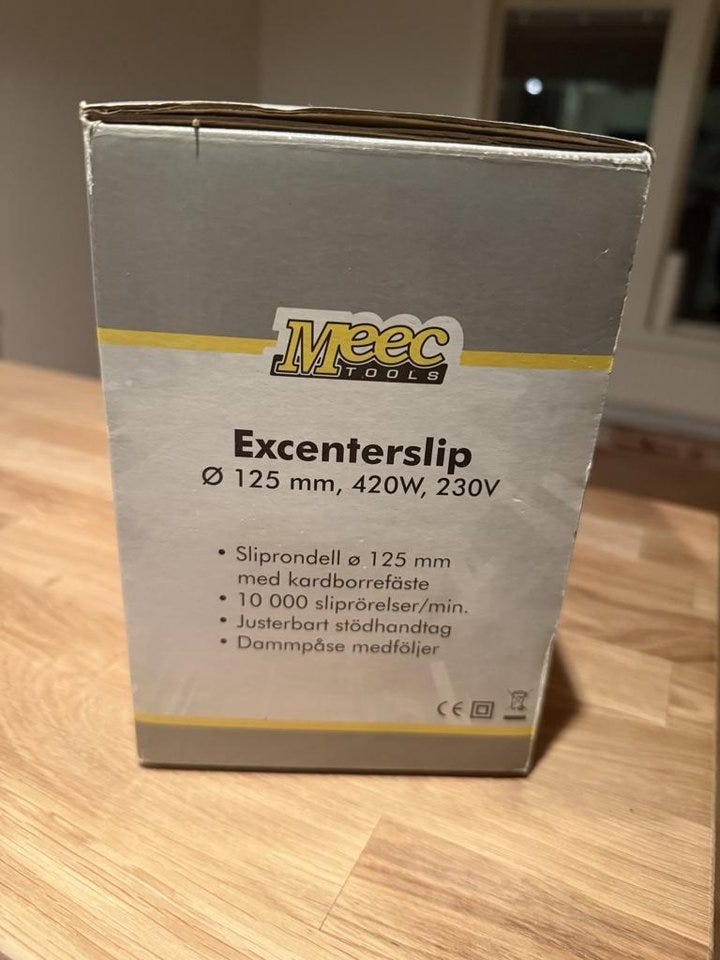 Meec
TOOLS
Excenterslip
Ø 125 mm, 420W, 230V
• Sliprondell ø 125 mm
med kardborrefäste
• 10 000 sliprörelser/min.
• Justerbart stödhandtag
• Dammpåse medföljer
CE